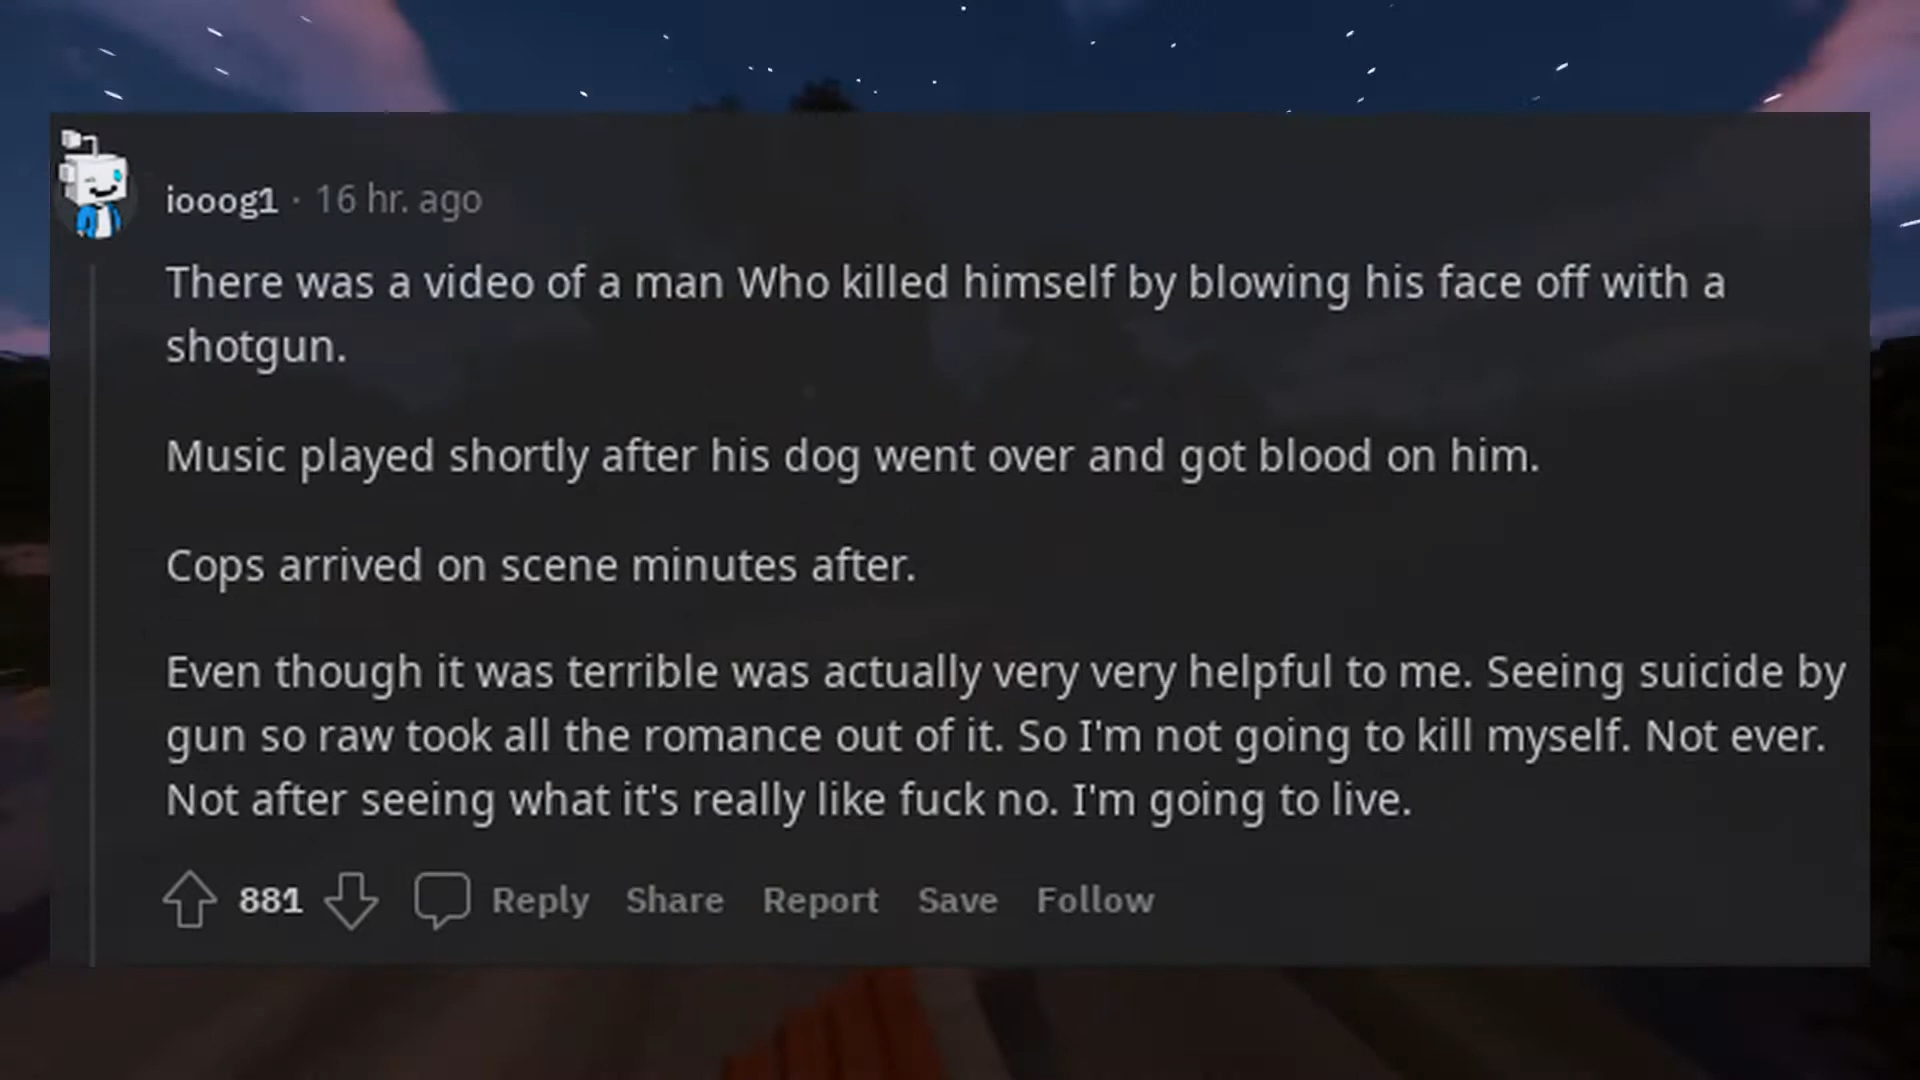 iooog1 · 16 hr. ago
There was a video of a man Who killed himself by blowing his face off with a
shotgun.
Music played shortly after his dog went over and got blood on him.
Cops arrived on scene minutes after.
Even though it was terrible was actually very very helpful to me. Seeing suicide by
gun so raw took all the romance out of it. So I'm not going to kill myself. Not ever.
Not after seeing what it's really like fuck no. I'm going to live.
881 Reply Share Report Save Follow